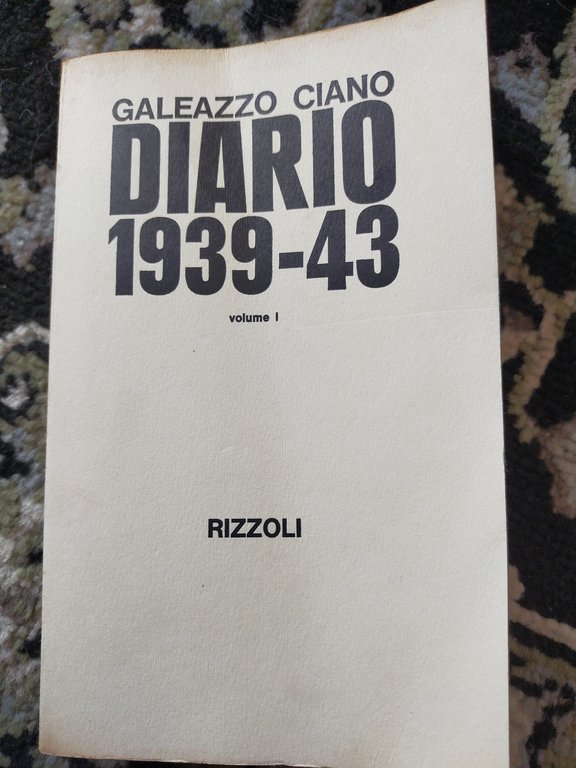 GALEAZZO CIANO
DIARIO
1939-43
volume I
RIZZOLI